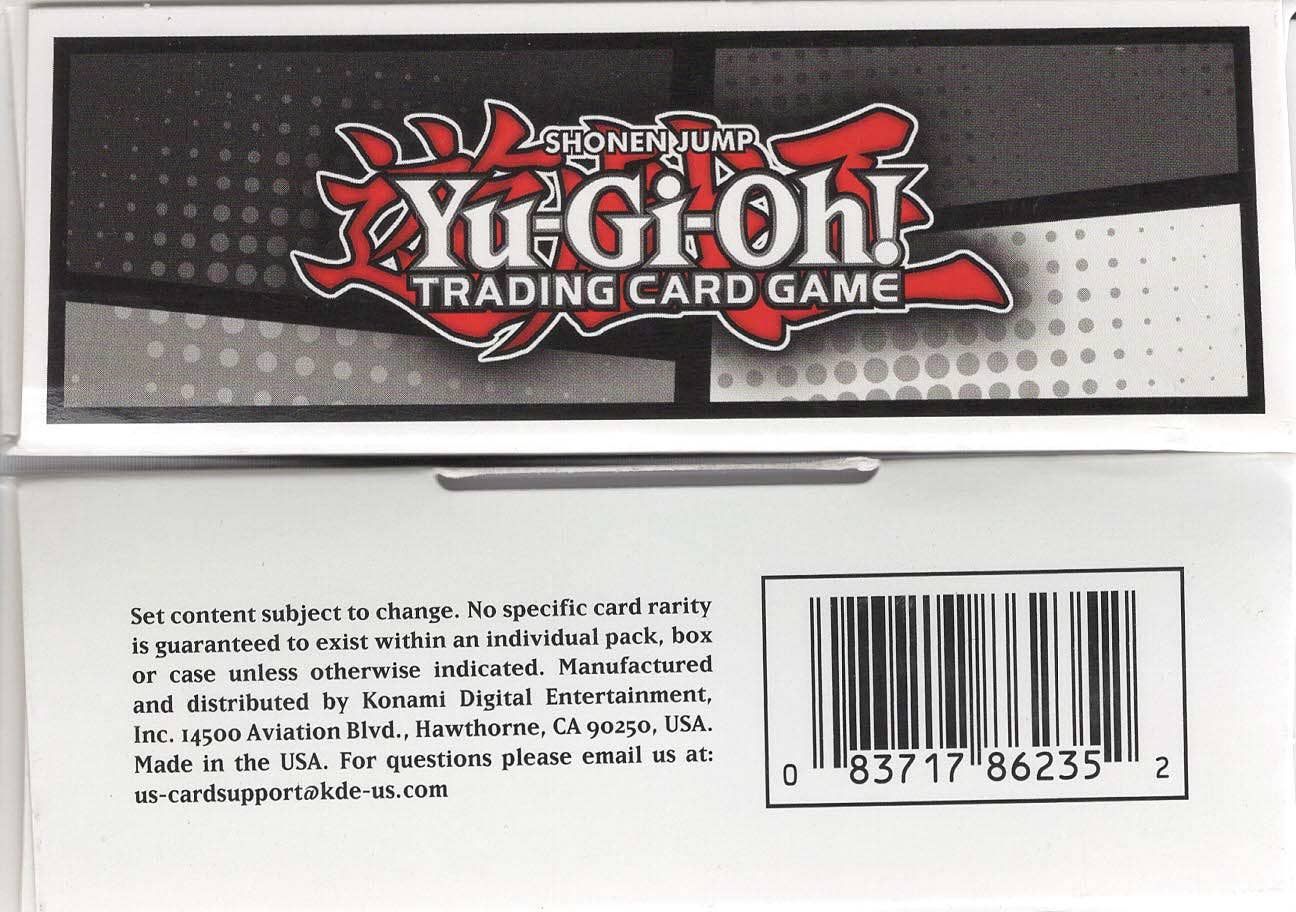 SHONEN JUMP
Yu-Gi-Oh!
TRADING CARD GAME
Set content subject to change. No specific card rarity
is guaranteed to exist within an individual pack, box
or case unless otherwise indicated. Manufactured
and distributed by Konami Digital Entertainment,
Inc. 14500 Aviation Blvd., Hawthorne, CA 90250, USA.
Made in the USA. For questions please email us at:
us-cardsupport@kde-us.com
0 83717 86235 2